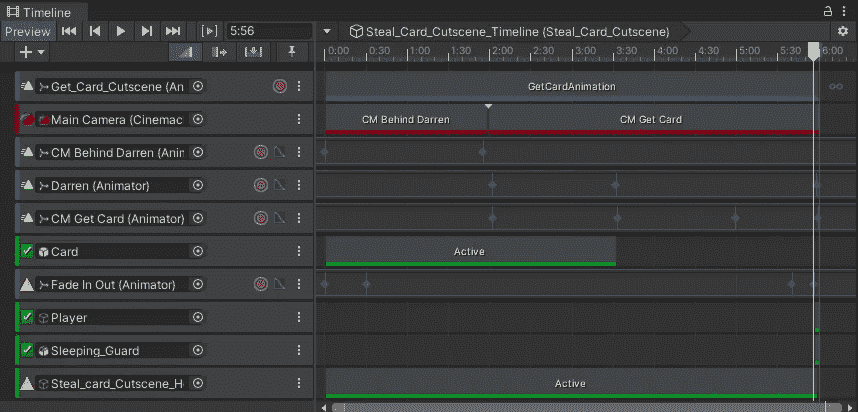 Timeline
Preview 5:56 Steal_Card_Cutscene_Timeline (Steal_Card_Cutscene)
0:00 0:30 1:00 1:30 2:00 2:30 3:00 3:30 4:00 4:30 5:00 5:30 6:00
Get_Card_Cutscene (An GetCardAnimation
Main Camera (Cinemac CM Behind Darren CM Get Card
CM Behind Darren (Anin
Darren (Animator)
CM Get Card (Animator)
Card Active
Fade In Out (Animator)
Player
Sleeping_Guard
Steal_card_Cutscene_H Active